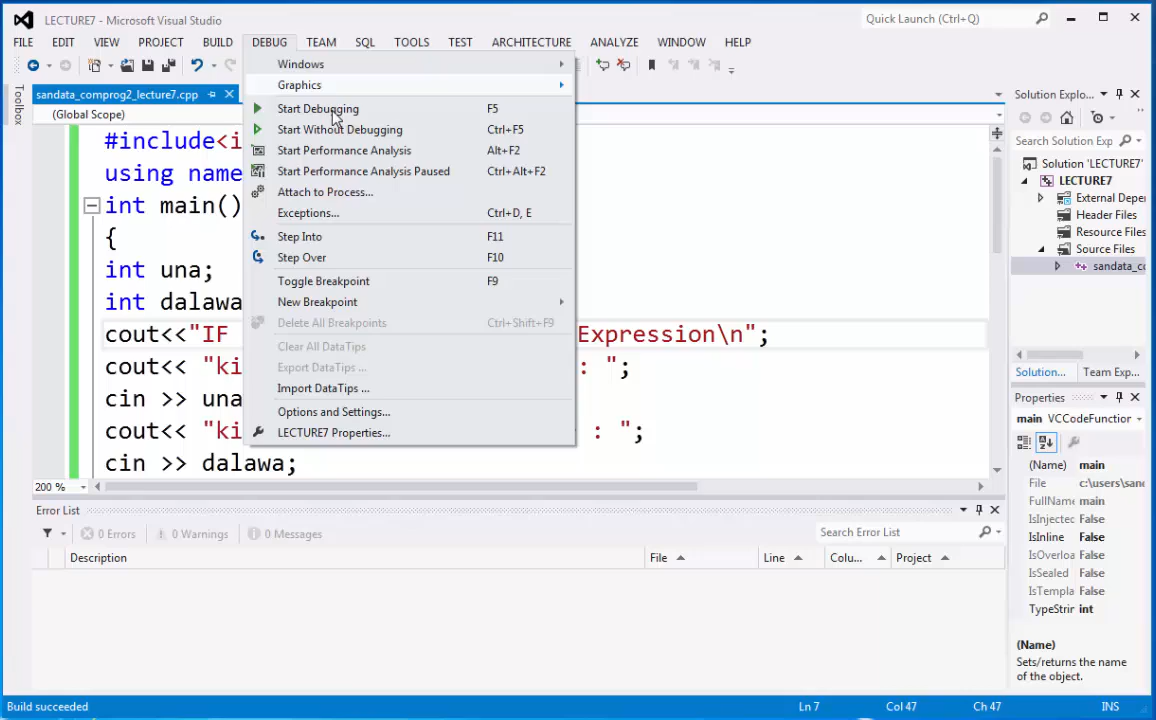 LECTURE7 - Microsoft Visual Studio
Quick Launch (Ctrl+Q)
FILE EDIT VIEW PROJECT BUILD DEBUG TEAM SQL TOOLS TEST ARCHITECTURE ANALYZE WINDOW HELP
Windows
Graphics
Start Debugging F5
Start Without Debugging Ctrl+F5
Start Performance Analysis Alt+F2
Start Performance Analysis Paused Ctrl+Alt+F2
Attach to Process...
Exceptions... Ctrl+D, E
Step Into F11
Step Over F10
Toggle Breakpoint F9
New Breakpoint
Delete All Breakpoints Ctrl+Shift+F9
Clear All DataTips
Export DataTips ...
Import DataTips ...
Options and Settings...
LECTURE7 Properties...
Toolbox
sandata_comprog2_lecture7.cpp
(Global Scope)
#include<i
using name
int main()
{
int una;
int dalawa
cout<<"IF Expression\n";
cout<< "ki : ";
cin >> una
cout<< "ki : ";
cin >> dalawa;
200 %
Solution Explo...
Search Solution Exp
Solution 'LECTURE7'
LECTURE7
External Depe
Header Files
Resource Files
Source Files
sandata_co
Solution... Team Exp...
Properties
main VCCodeFunction
(Name) main
File c:\users\sand
FullName main
IsInjected False
IsInline False
IsOverloa False
IsSealed False
IsTempla False
TypeStrin int
(Name)
Sets/returns the name
of the object.
Error List
0 Errors 0 Warnings 0 Messages
Search Error List
Description File Line Colu... Project
Build succeeded Ln 7 Col 47 Ch 47 INS